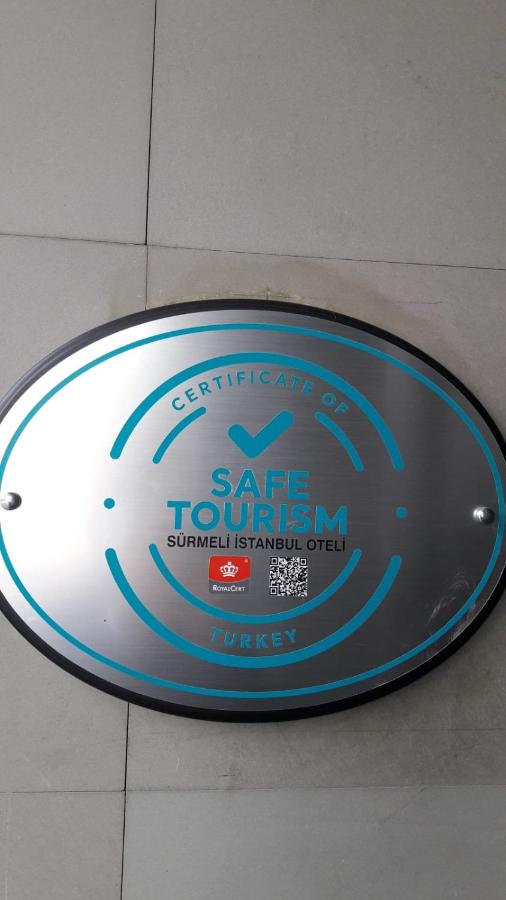 CERTIFICATE OF
SAFE
TOURISM
SÜRMELİ İSTANBUL OTELİ
ROYALCERT
TURKEY